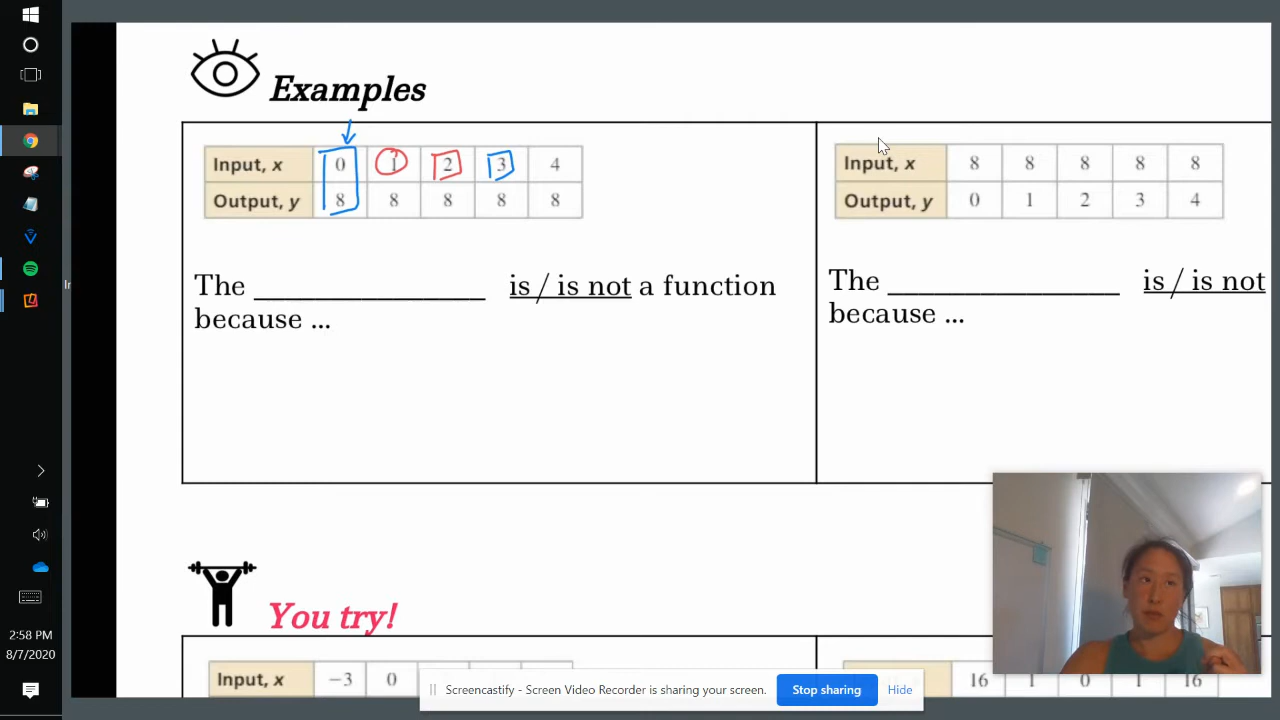 Examples
Input, x 0 1 2 3 4
Output, y 8 8 8 8 8
The _______________ is / is not a function
because ...
Input, x 8 8 8 8 8
Output, y 0 1 2 3 4
The _______________ is / is not
because ...
You try!
Input, x −3 0
16 1 0 1 16
Screencastify - Screen Video Recorder is sharing your screen. Stop sharing Hide
2:58 PM
8/7/2020